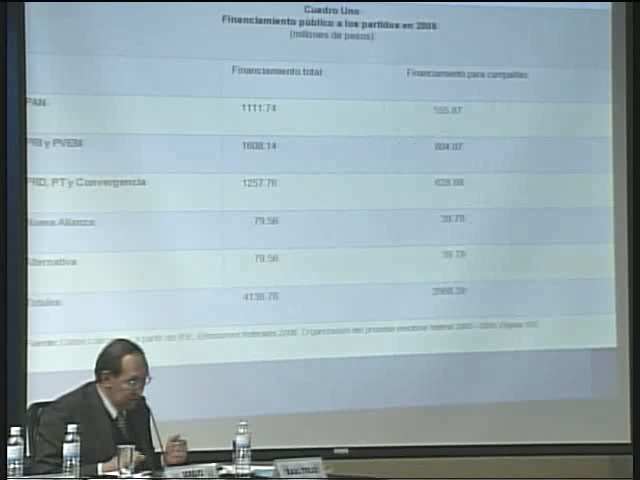 Cuadro Uno
Financiamiento público a los partidos en 2006
(millones de pesos)
Financiamiento total Financiamiento para campañas
PAN 1111.74 555.87
PRI y PVEM 1608.14 804.07
PRD, PT y Convergencia 1257.76 628.88
Nueva Alianza 79.56 39.78
Alternativa 79.56 39.78
Totales 4136.76